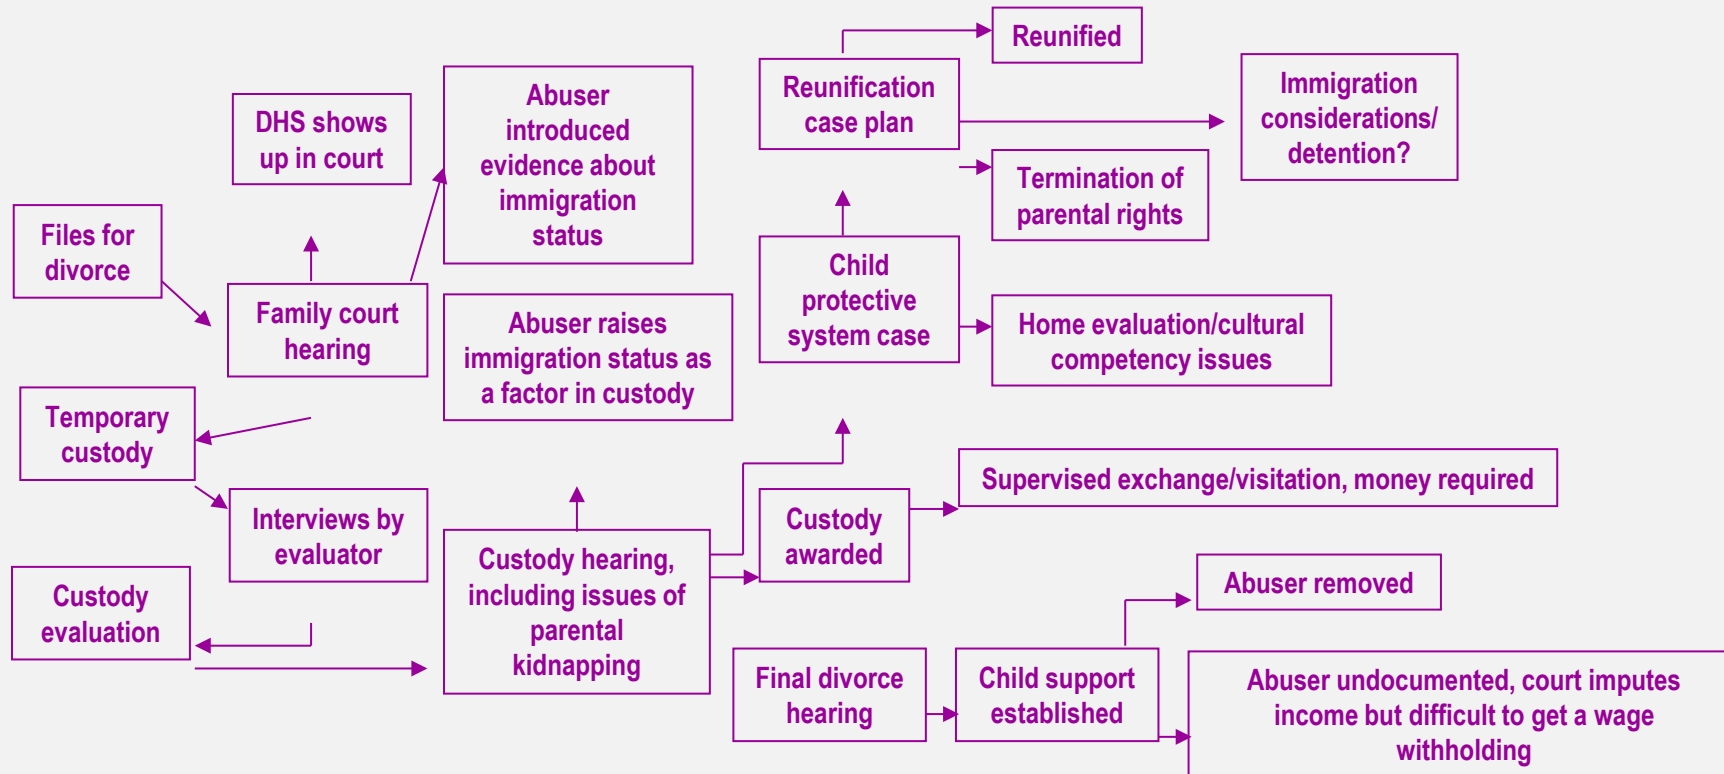 Files for
divorce
DHS shows
up in court
Abuser
introduced
evidence about
immigration
status
Family court
hearing
Abuser raises
immigration status as
a factor in custody
Temporary
custody
Interviews by
evaluator
Custody
evaluation
Custody hearing,
including issues of
parental
kidnapping
Reunified
Reunification
case plan
Immigration
considerations/
detention?
Termination of
parental rights
Child
protective
system case
Home evaluation/cultural
competency issues
Supervised exchange/visitation, money required
Custody
awarded
Abuser removed
Final divorce
hearing
Child support
established
Abuser undocumented, court imputes
income but difficult to get a wage
withholding